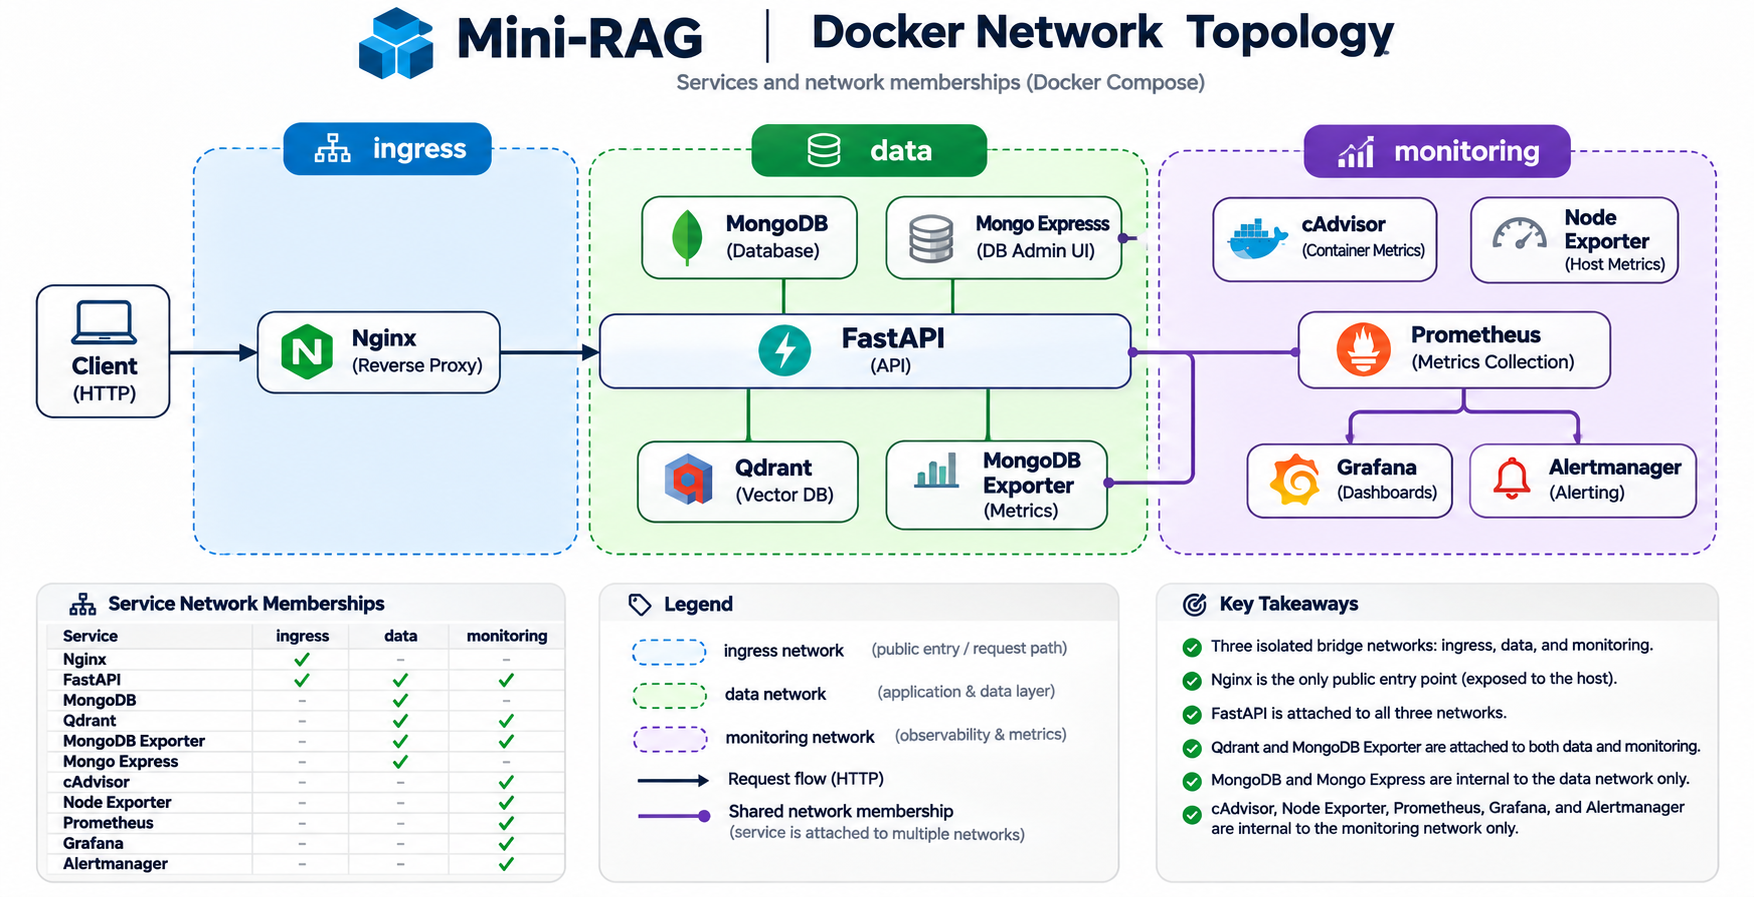 Mini-RAG
Docker Network Topology
Services and network memberships (Docker Compose)
ingress
data
monitoring
Client
(HTTP)
Nginx
(Reverse Proxy)
MongoDB
(Database)
Mongo Expresss
(DB Admin UI)
FastAPI
(API)
Qdrant
(Vector DB)
MongoDB
Exporter
(Metrics)
cAdvisor
(Container Metrics)
Node
Exporter
(Host Metrics)
Prometheus
(Metrics Collection)
Grafana
(Dashboards)
Alertmanager
(Alerting)
Service Network Memberships
Service ingress data monitoring
Nginx ✓ – –
FastAPI ✓ ✓ ✓
MongoDB – ✓ –
Qdrant – ✓ ✓
MongoDB Exporter – ✓ ✓
Mongo Express – ✓ –
cAdvisor – – ✓
Node Exporter – – ✓
Prometheus – – ✓
Grafana – – ✓
Alertmanager – – ✓
Legend
ingress network (public entry / request path)
data network (application & data layer)
monitoring network (observability & metrics)
Request flow (HTTP)
Shared network membership
(service is attached to multiple networks)
Key Takeaways
Three isolated bridge networks: ingress, data, and monitoring.
Nginx is the only public entry point (exposed to the host).
FastAPI is attached to all three networks.
Qdrant and MongoDB Exporter are attached to both data and monitoring.
MongoDB and Mongo Express are internal to the data network only.
cAdvisor, Node Exporter, Prometheus, Grafana, and Alertmanager
are internal to the monitoring network only.